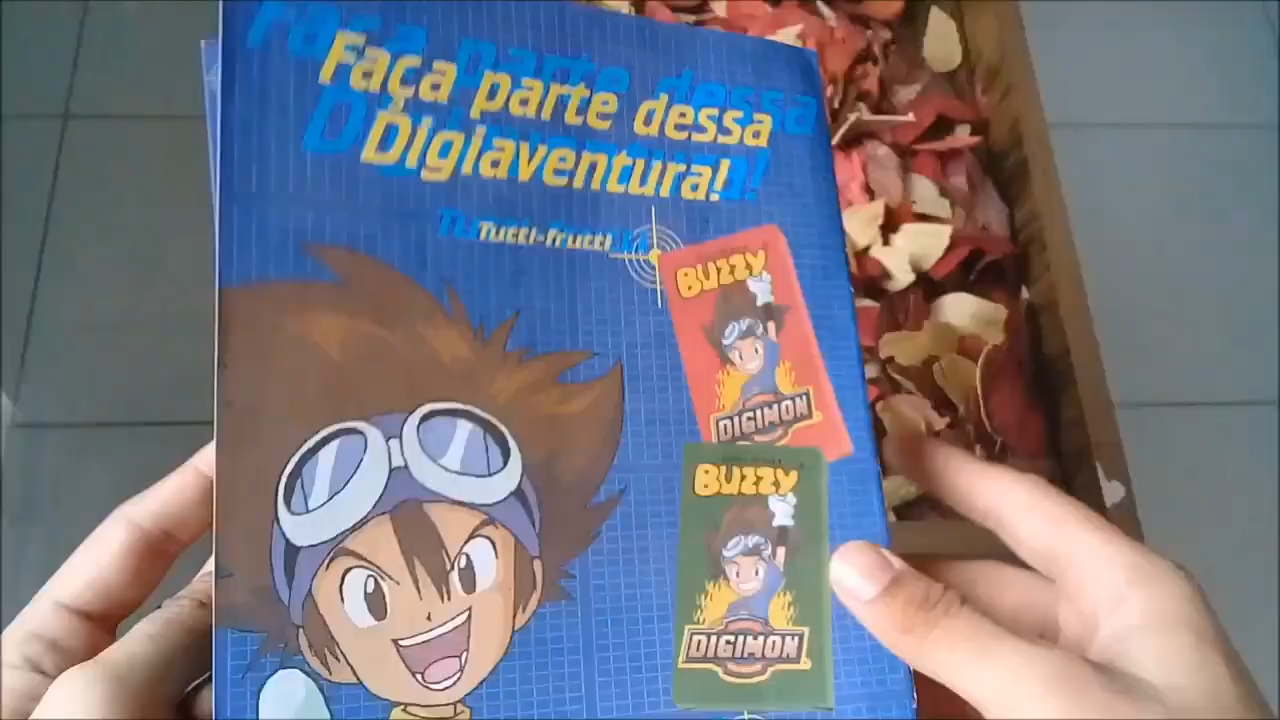 Faça parte dessa
Digiaventura!
Tutti-frutti
BUZZY
DIGIMON
BUZZY
DIGIMON